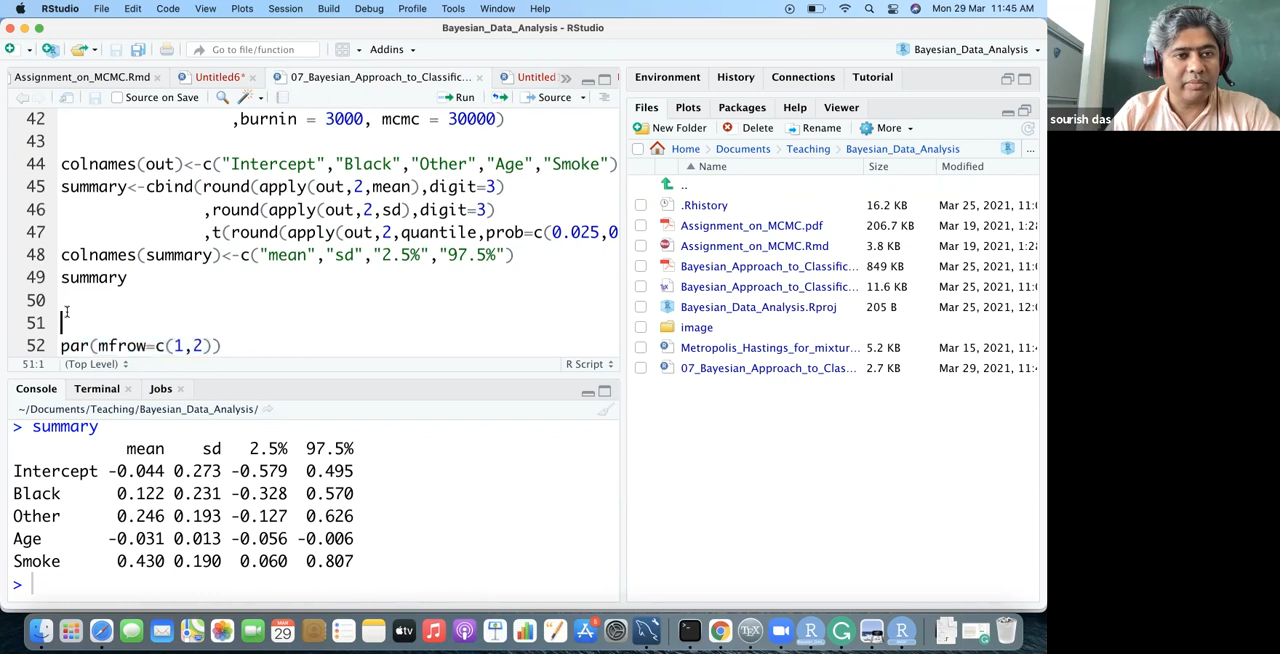 RStudio File Edit Code View Plots Session Build Debug Profile Tools Window Help Mon 29 Mar 11:45 AM
Bayesian_Data_Analysis - RStudio
Go to file/function Addins Bayesian_Data_Analysis
Assignment_on_MCMC.Rmd Untitled6* 07_Bayesian_Approach_to_Classific... Untitled
Source on Save Run Source
42 ,burnin = 3000, mcmc = 30000)
43
44 colnames(out)<-c("Intercept","Black","Other","Age","Smoke")
45 summary<-cbind(round(apply(out,2,mean),digit=3)
46 ,round(apply(out,2,sd),digit=3)
47 ,t(round(apply(out,2,quantile,prob=c(0.025,0
48 colnames(summary)<-c("mean","sd","2.5%","97.5%")
49 summary
50
51
52 par(mfrow=c(1,2))
51:1 (Top Level) R Script
Console Terminal Jobs
~/Documents/Teaching/Bayesian_Data_Analysis/
> summary
mean sd 2.5% 97.5%
Intercept -0.044 0.273 -0.579 0.495
Black 0.122 0.231 -0.328 0.570
Other 0.246 0.193 -0.127 0.626
Age -0.031 0.013 -0.056 -0.006
Smoke 0.430 0.190 0.060 0.807
>
Environment History Connections Tutorial
Files Plots Packages Help Viewer
New Folder Delete Rename More
Home Documents Teaching Bayesian_Data_Analysis ...
Name Size Modified
..
.Rhistory 16.2 KB Mar 25, 2021, 11:
Assignment_on_MCMC.pdf 206.7 KB Mar 19, 2021, 1:28
Assignment_on_MCMC.Rmd 3.8 KB Mar 19, 2021, 1:28
Bayesian_Approach_to_Classific... 849 KB Mar 25, 2021, 11:
Bayesian_Approach_to_Classific... 11.6 KB Mar 25, 2021, 11:
Bayesian_Data_Analysis.Rproj 205 B Mar 25, 2021, 12:
image
Metropolis_Hastings_for_mixtur... 5.2 KB Mar 15, 2021, 11:
07_Bayesian_Approach_to_Clas... 2.7 KB Mar 29, 2021, 11:
sourish das
MAR
29
tv
TEX